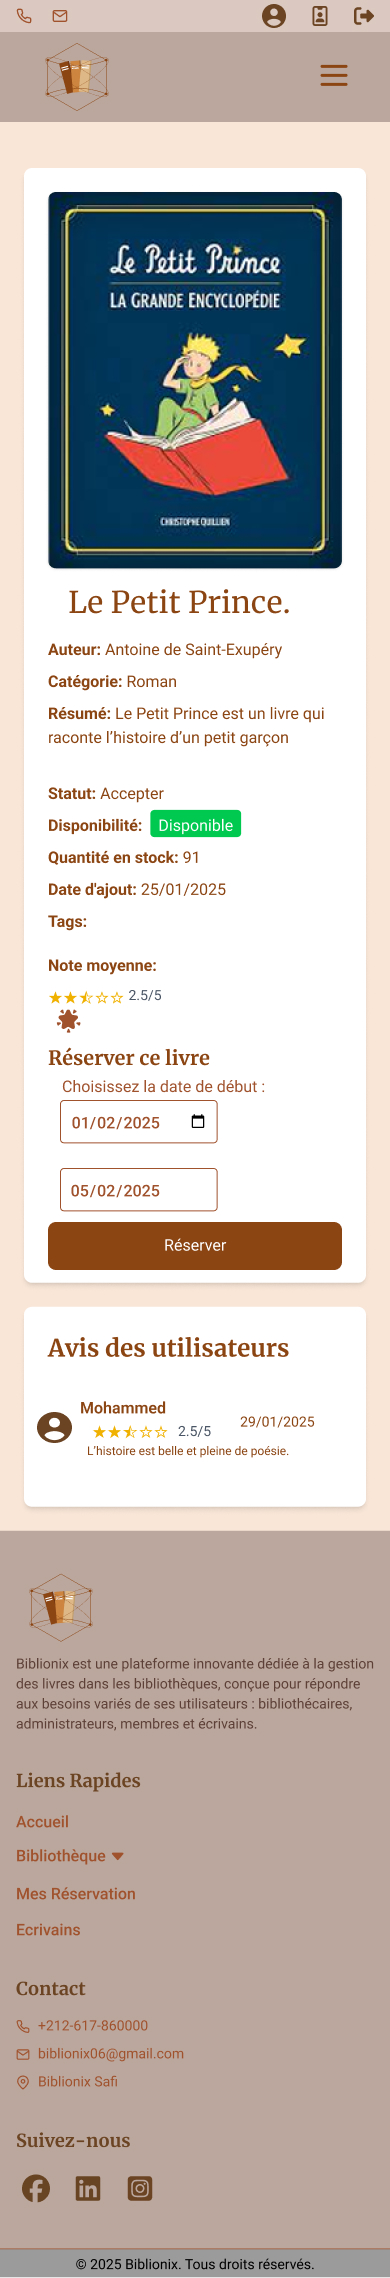 Le Petit Prince
LA GRANDE ENCYCLOPÉDIE
CHRISTOPHE QUILLIEN
Le Petit Prince.
Auteur: Antoine de Saint-Exupéry
Catégorie: Roman
Résumé: Le Petit Prince est un livre qui
raconte l’histoire d’un petit garçon
Statut: Accepter
Disponibilité: Disponible
Quantité en stock: 91
Date d'ajout: 25/01/2025
Tags:
Note moyenne:
2.5/5
Réserver ce livre
Choisissez la date de début :
01/02/2025
05/02/2025
Réserver
Avis des utilisateurs
Mohammed
2.5/5
29/01/2025
L’histoire est belle et pleine de poésie.
Biblionix est une plateforme innovante dédiée à la gestion
des livres dans les bibliothèques, conçue pour répondre
aux besoins variés de ses utilisateurs : bibliothécaires,
administrateurs, membres et écrivains.
Liens Rapides
Accueil
Bibliothèque
Mes Réservation
Ecrivains
Contact
+212-617-860000
biblionix06@gmail.com
Biblionix Safi
Suivez-nous
© 2025 Biblionix. Tous droits réservés.